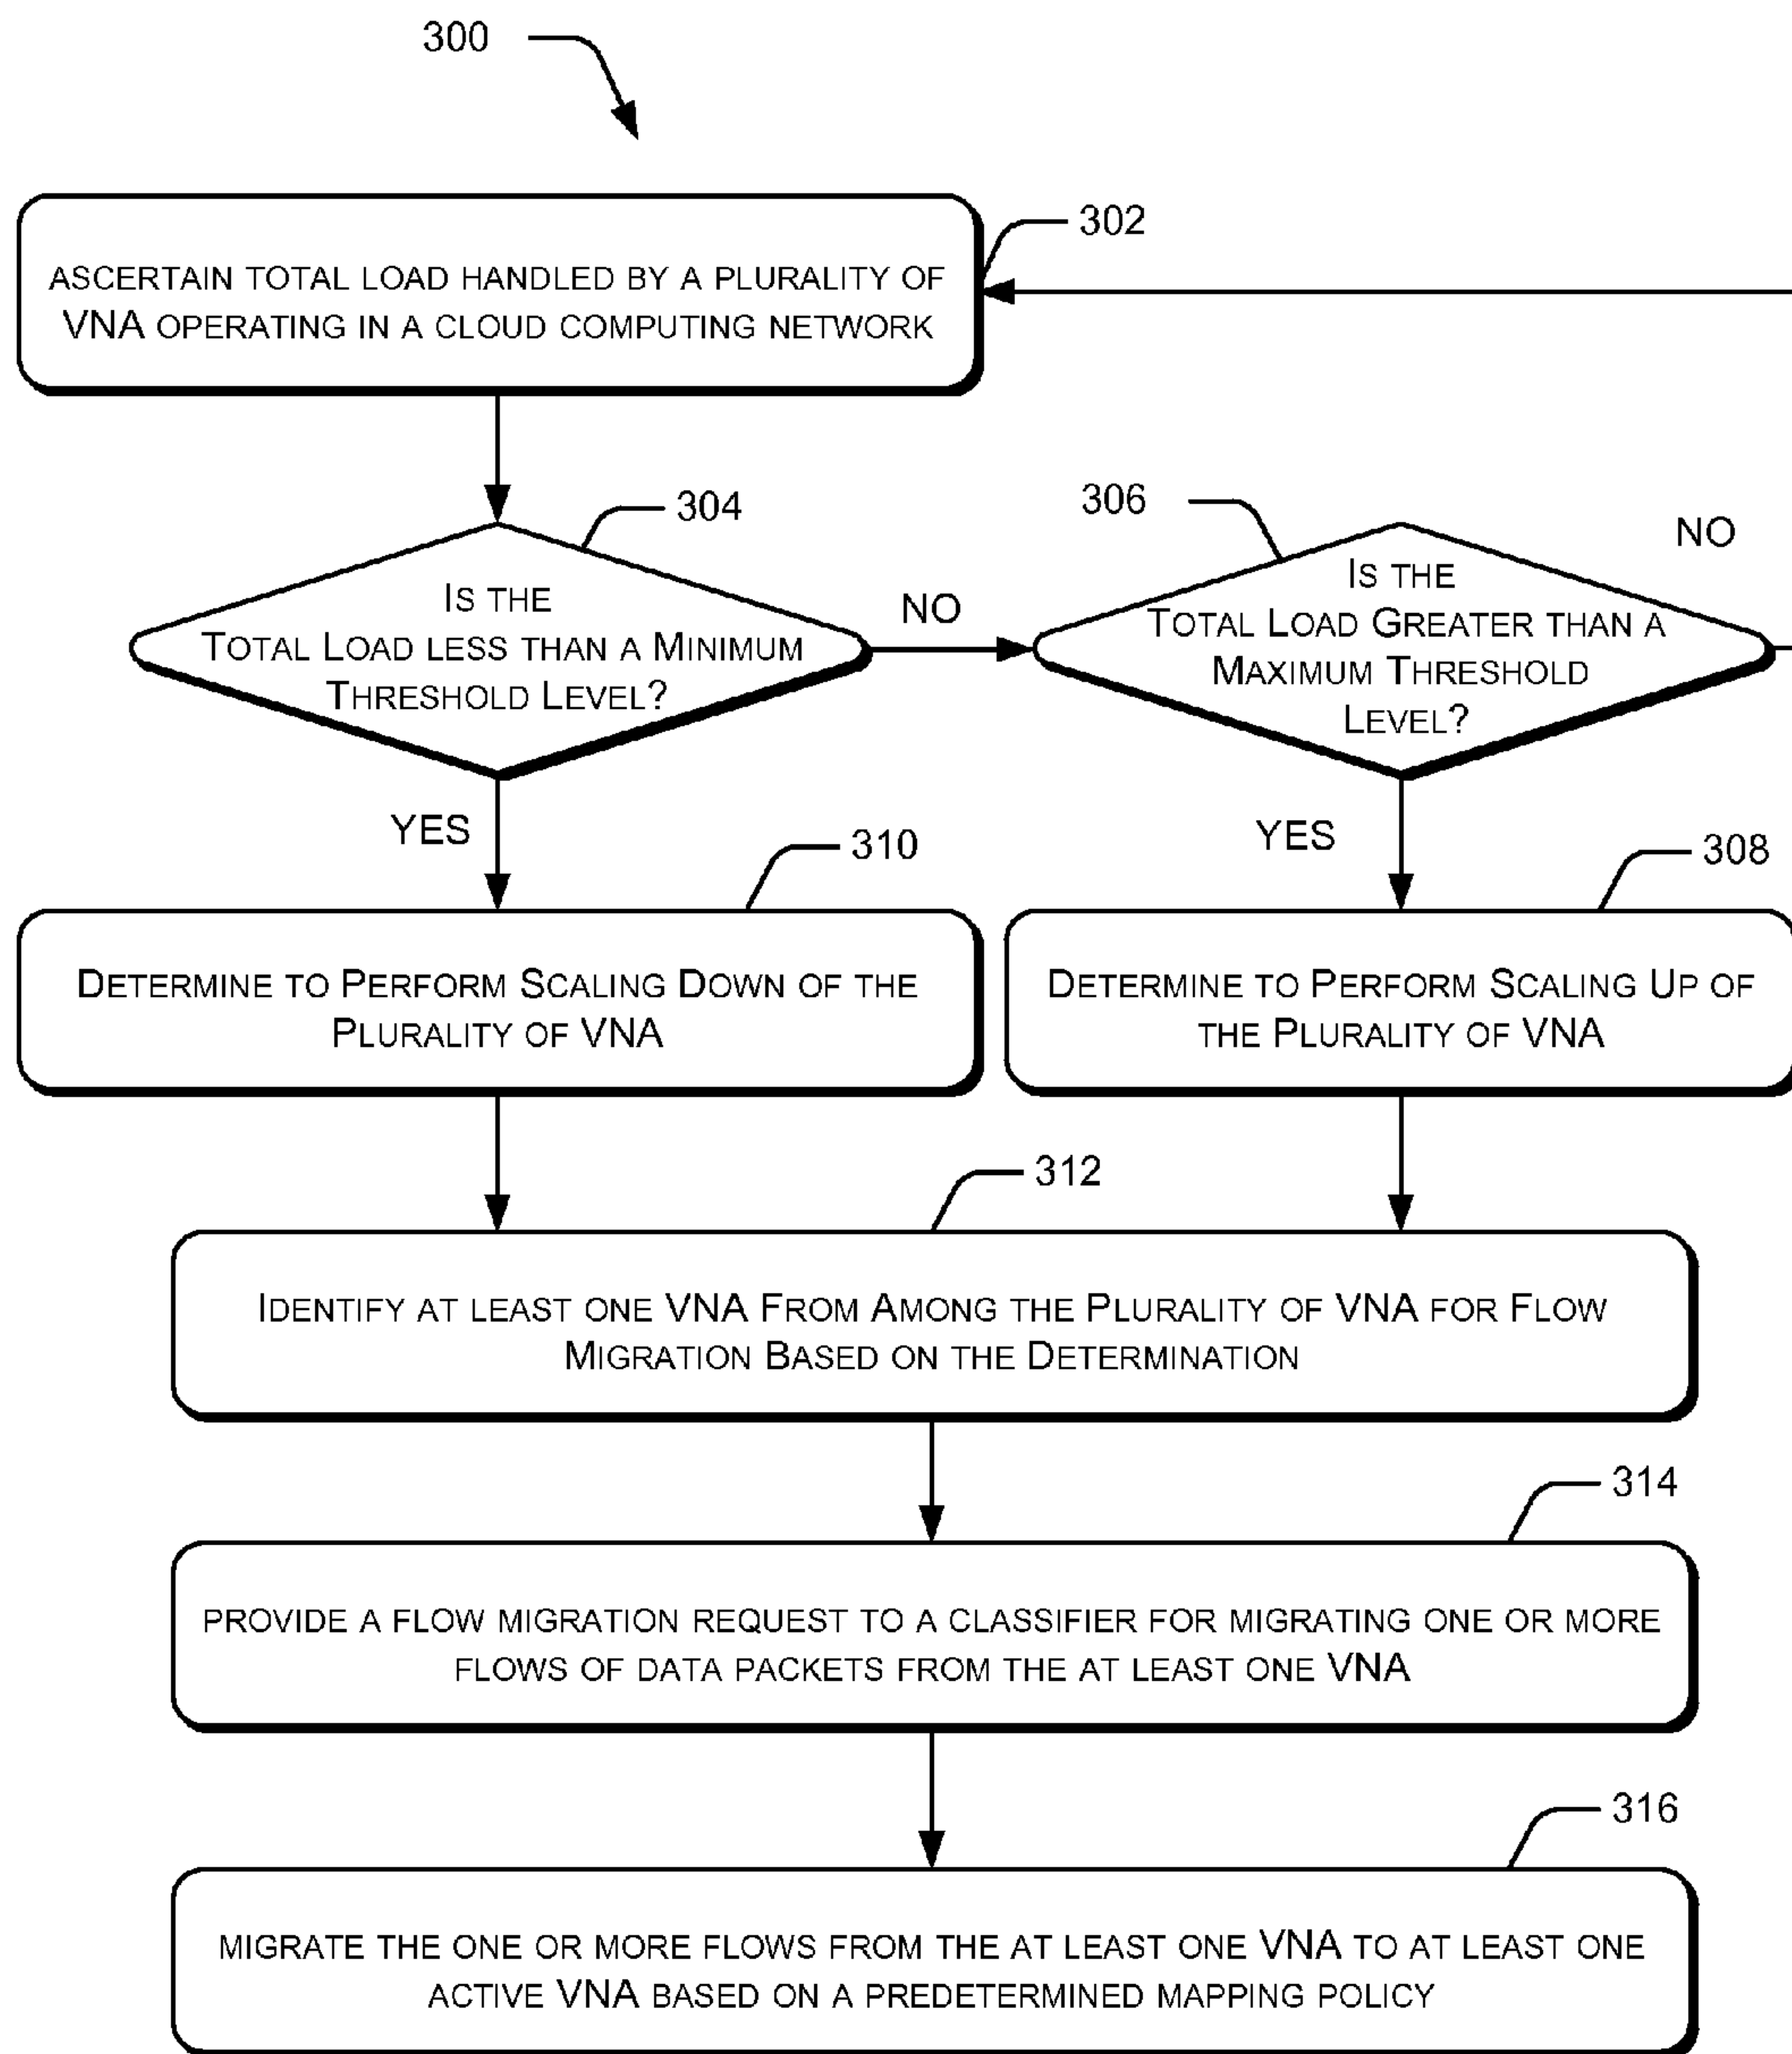 300
302
ASCERTAIN TOTAL LOAD HANDLED BY A PLURALITY OF
VNA OPERATING IN A CLOUD COMPUTING NETWORK
304
IS THE
TOTAL LOAD LESS THAN A MINIMUM
THRESHOLD LEVEL?
NO
306
IS THE
TOTAL LOAD GREATER THAN A
MAXIMUM THRESHOLD
LEVEL?
NO
YES
YES
310
DETERMINE TO PERFORM SCALING DOWN OF THE
PLURALITY OF VNA
308
DETERMINE TO PERFORM SCALING UP OF
THE PLURALITY OF VNA
312
IDENTIFY AT LEAST ONE VNA FROM AMONG THE PLURALITY OF VNA FOR FLOW
MIGRATION BASED ON THE DETERMINATION
314
PROVIDE A FLOW MIGRATION REQUEST TO A CLASSIFIER FOR MIGRATING ONE OR MORE
FLOWS OF DATA PACKETS FROM THE AT LEAST ONE VNA
316
MIGRATE THE ONE OR MORE FLOWS FROM THE AT LEAST ONE VNA TO AT LEAST ONE
ACTIVE VNA BASED ON A PREDETERMINED MAPPING POLICY